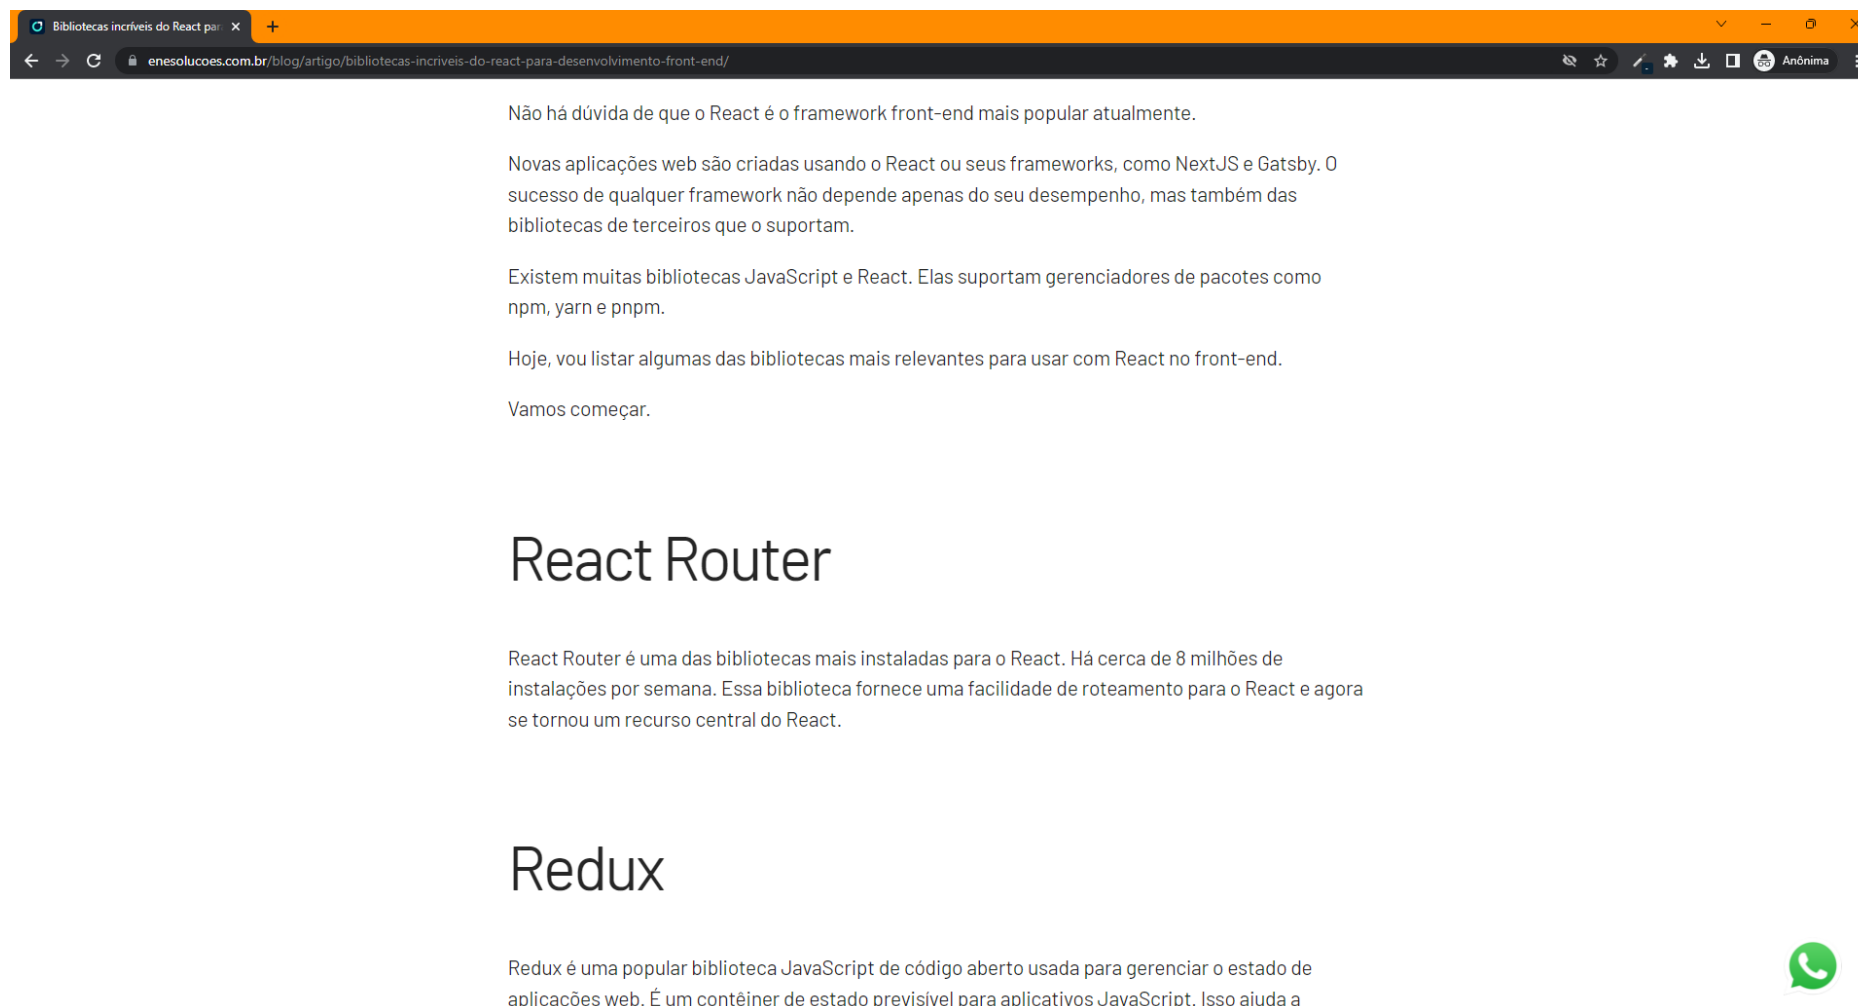 Bibliotecas incríveis do React par
enesolucoes.com.br/blog/artigo/bibliotecas-incriveis-do-react-para-desenvolvimento-front-end/
Anônima
Não há dúvida de que o React é o framework front-end mais popular atualmente.
Novas aplicações web são criadas usando o React ou seus frameworks, como NextJS e Gatsby. O
sucesso de qualquer framework não depende apenas do seu desempenho, mas também das
bibliotecas de terceiros que o suportam.
Existem muitas bibliotecas JavaScript e React. Elas suportam gerenciadores de pacotes como
npm, yarn e pnpm.
Hoje, vou listar algumas das bibliotecas mais relevantes para usar com React no front-end.
Vamos começar.
React Router
React Router é uma das bibliotecas mais instaladas para o React. Há cerca de 8 milhões de
instalações por semana. Essa biblioteca fornece uma facilidade de roteamento para o React e agora
se tornou um recurso central do React.
Redux
Redux é uma popular biblioteca JavaScript de código aberto usada para gerenciar o estado de
aplicações web. É um contêiner de estado previsível para aplicativos JavaScript. Isso ajuda a